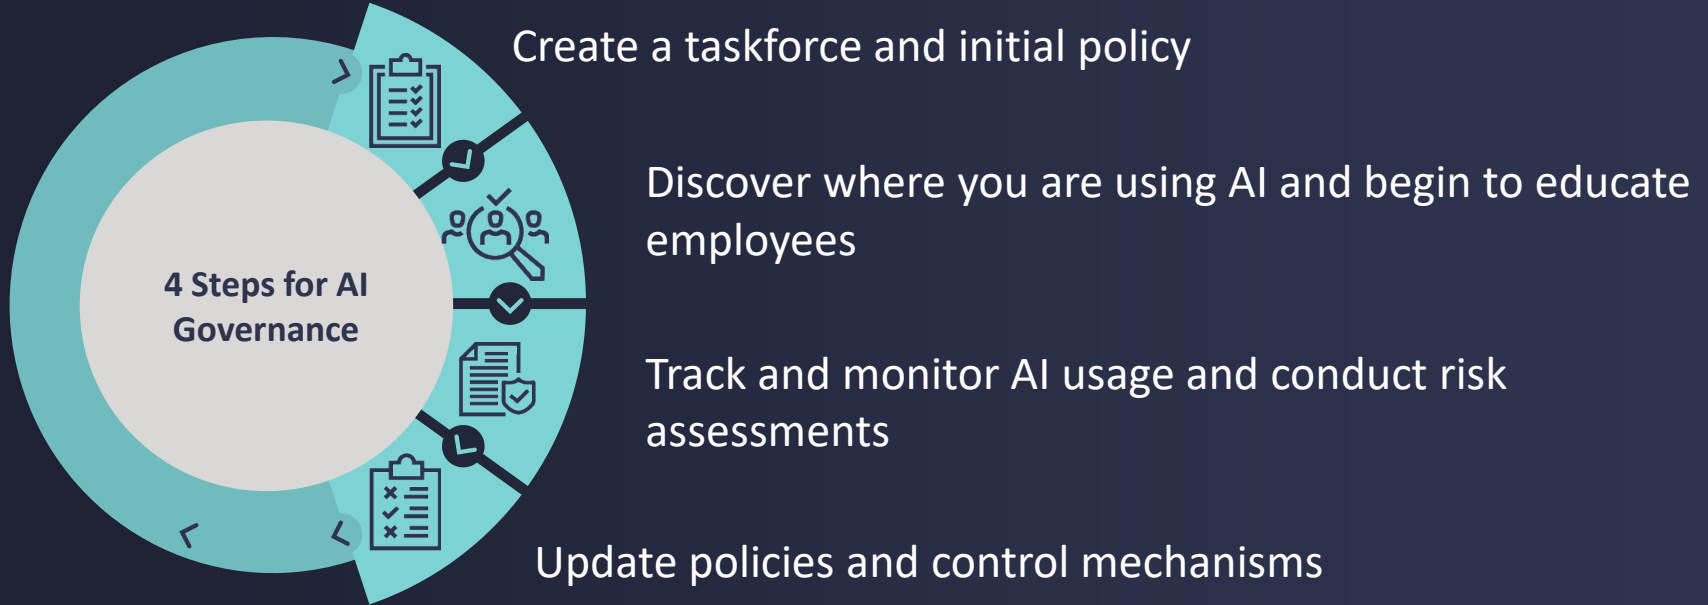 Create a taskforce and initial policy
Discover where you are using AI and begin to educate
employees
4 Steps for AI
Governance
Track and monitor AI usage and conduct risk
assessments
Update policies and control mechanisms